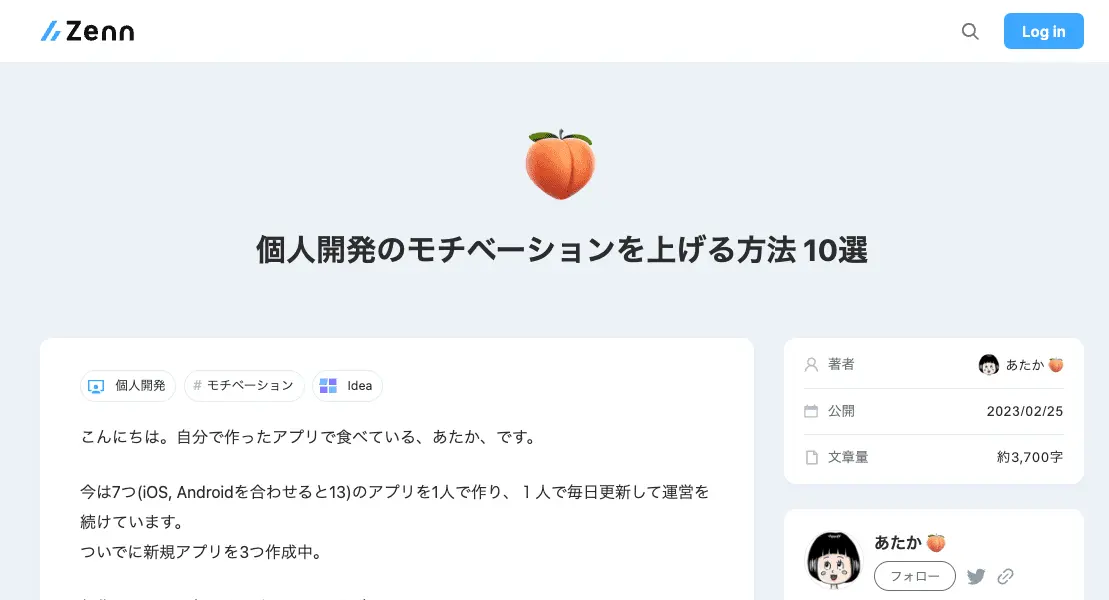 Zenn
Log in
個人開発のモチベーションを上げる方法 10選
個人開発
# モチベーション
Idea
こんにちは。自分で作ったアプリで食べている、あたか、です。
今は7つ(iOS, Androidを合わせると13)のアプリを1人で作り、１人で毎日更新して運営を
続けています。
ついでに新規アプリを3つ作成中。
著者
あたか🍑
公開
2023/02/25
文章量
約3,700字
あたか🍑
フォロー